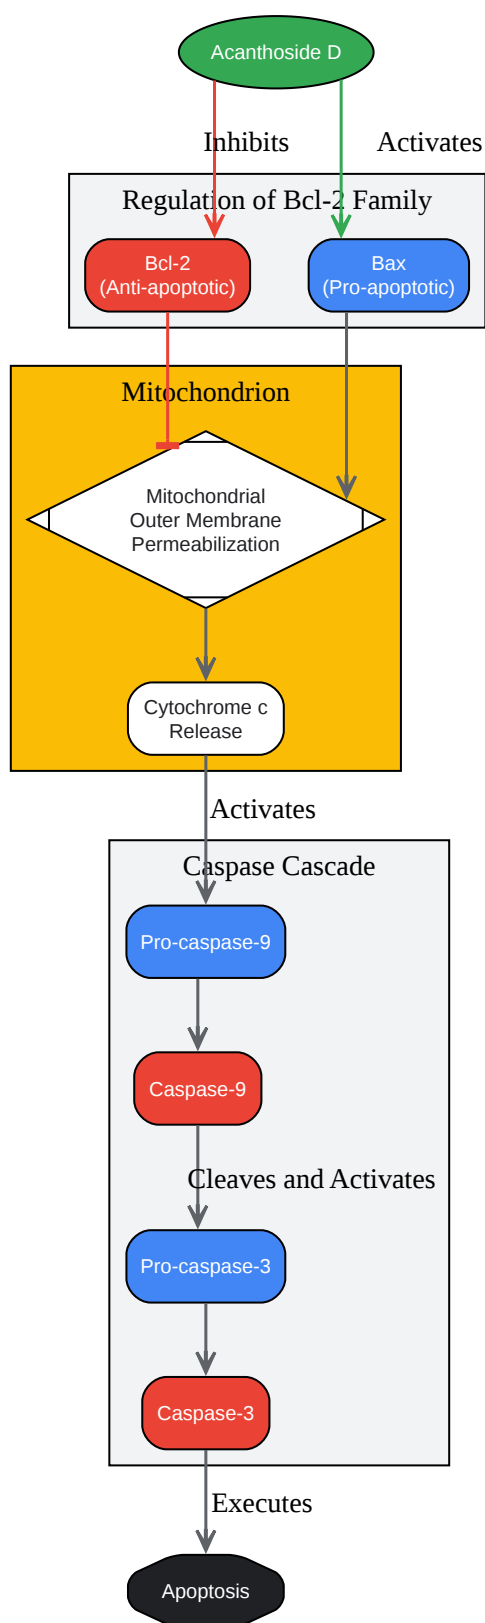 Acanthoside D
Inhibits
Activates
Regulation of Bcl-2 Family
Bcl-2
(Anti-apoptotic)
Bax
(Pro-apoptotic)
Mitochondrion
Mitochondrial
Outer Membrane
Permeabilization
Cytochrome c
Release
Activates
Caspase Cascade
Pro-caspase-9
Caspase-9
Cleaves and Activates
Pro-caspase-3
Caspase-3
Executes
Apoptosis